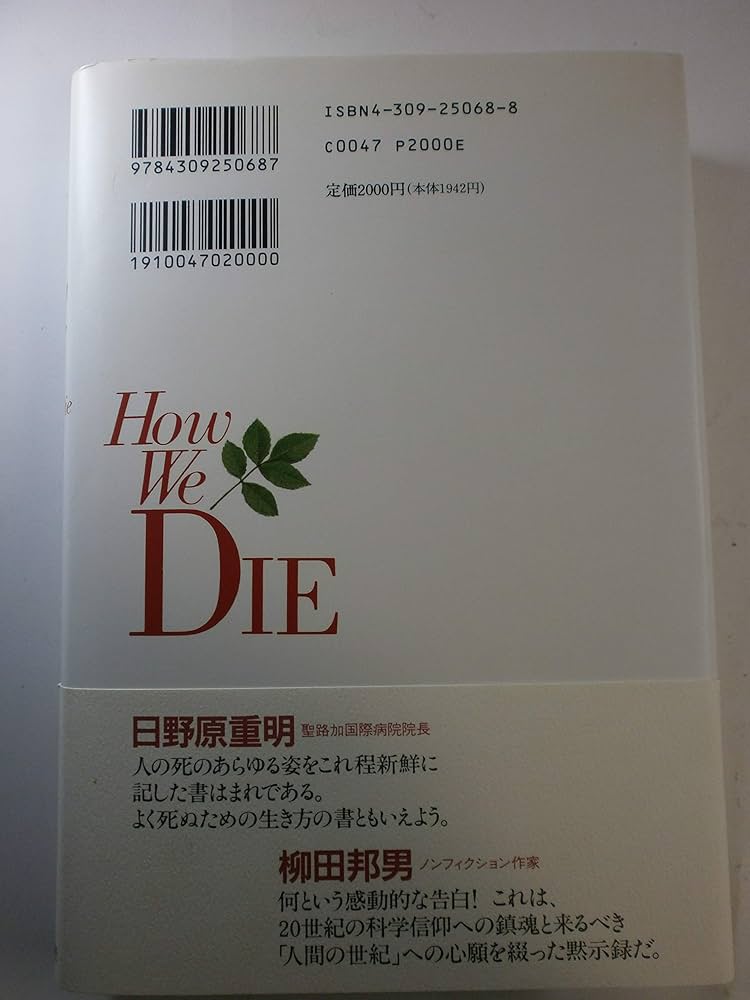 ISBN4-309-25068-8
9784309250687
C0047 P2000E
定価2000円(本体1942円)
1910047020000
How
We
DIE
日野原重明 聖路加国際病院院長
人の死のあらゆる姿をこれ程新鮮に
記した書はまれである。
よく死ぬための生き方の書ともいえよう。
柳田邦男 ノンフィクション作家
何という感動的な告白! これは、
20世紀の科学信仰への鎮魂と来るべき
「人間の世紀」への心願を綴った黙示録だ。